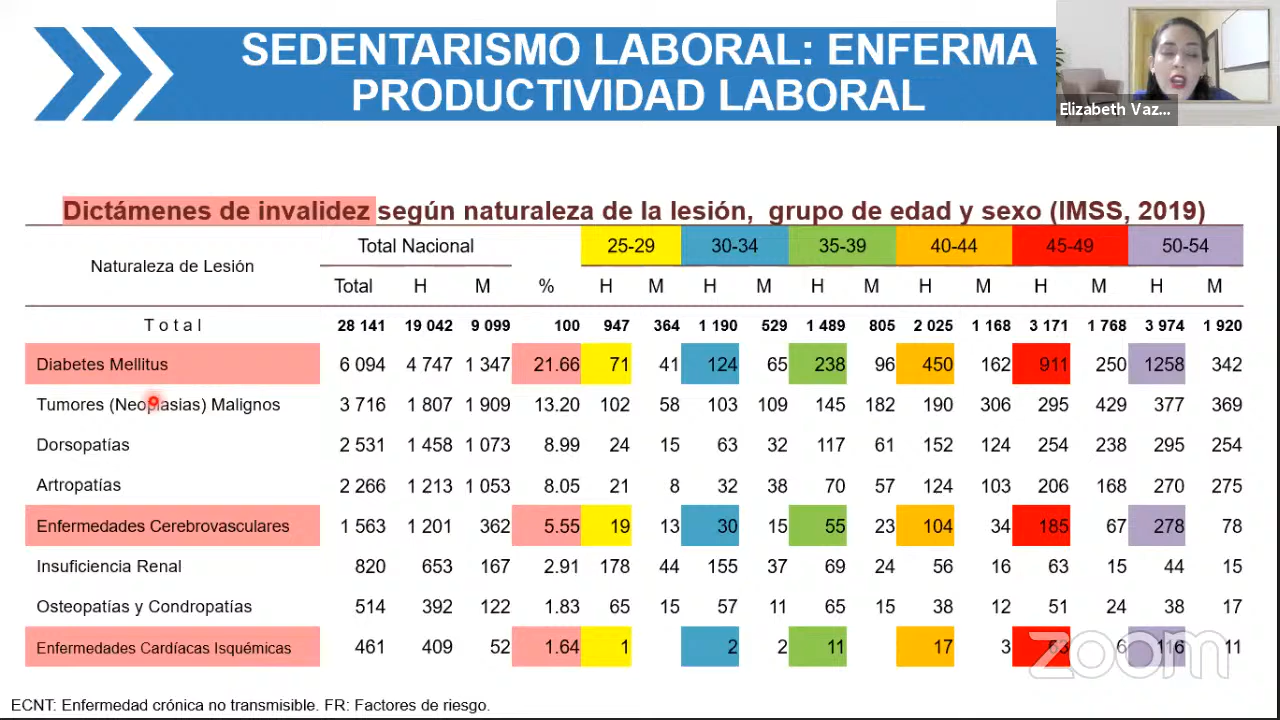 SEDENTARISMO LABORAL: ENFERMA
PRODUCTIVIDAD LABORAL
Elizabeth Vaz...
Dictámenes de invalidez según naturaleza de la lesión, grupo de edad y sexo (IMSS, 2019)
Naturaleza de Lesión Total Nacional 25-29 30-34 35-39 40-44 45-49 50-54
Total H M % H M H M H M H M H M H M
Total 28 141 19 042 9 099 100 947 364 1 190 529 1 489 805 2 025 1 168 3 171 1 768 3 974 1 920
Diabetes Mellitus 6 094 4 747 1 347 21.66 71 41 124 65 238 96 450 162 911 250 1258 342
Tumores (Neoplasias) Malignos 3 716 1 807 1 909 13.20 102 58 103 109 145 182 190 306 295 429 377 369
Dorsopatías 2 531 1 458 1 073 8.99 24 15 63 32 117 61 152 124 254 238 295 254
Artropatías 2 266 1 213 1 053 8.05 21 8 32 38 70 57 124 103 206 168 270 275
Enfermedades Cerebrovasculares 1 563 1 201 362 5.55 19 13 30 15 55 23 104 34 185 67 278 78
Insuficiencia Renal 820 653 167 2.91 178 44 155 37 69 24 56 16 63 15 44 15
Osteopatías y Condropatías 514 392 122 1.83 65 15 57 11 65 15 38 12 51 24 38 17
Enfermedades Cardíacas Isquémicas 461 409 52 1.64 1 2 2 11 17 3 63 6 116 11
zoom
ECNT: Enfermedad crónica no transmisible. FR: Factores de riesgo.